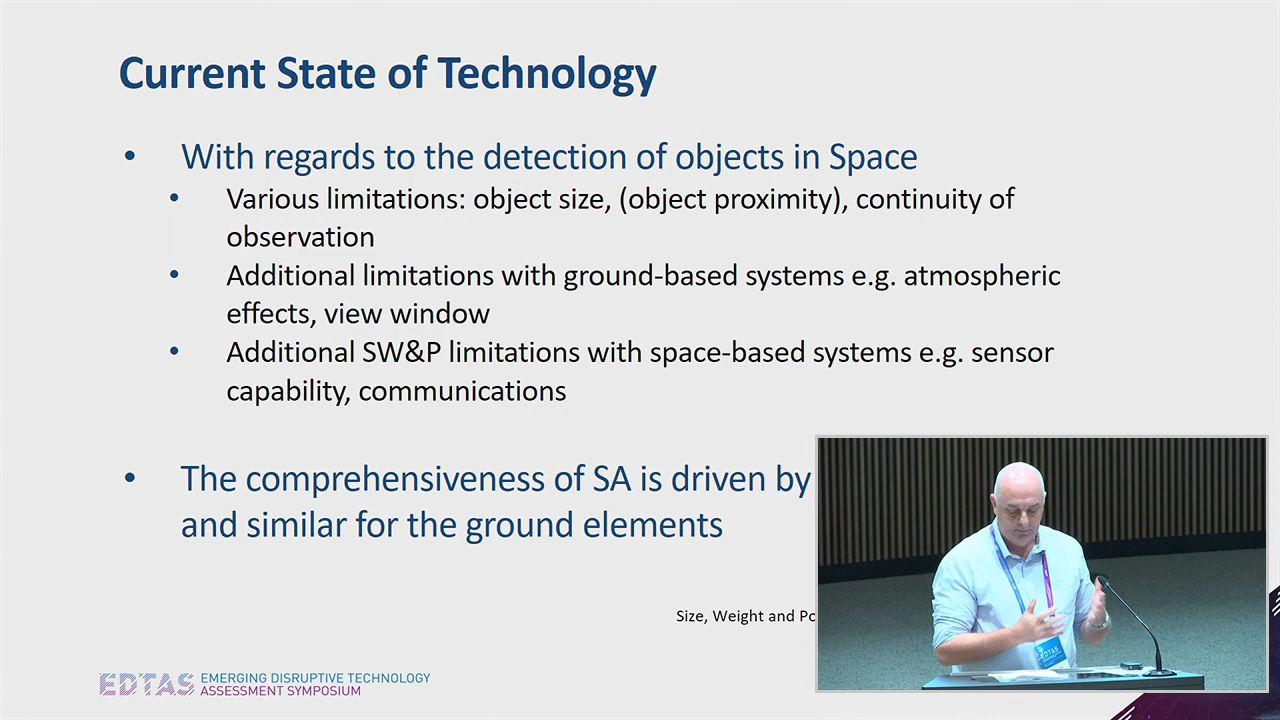 Current State of Technology
• With regards to the detection of objects in Space
• Various limitations: object size, (object proximity), continuity of
observation
• Additional limitations with ground-based systems e.g. atmospheric
effects, view window
• Additional SW&P limitations with space-based systems e.g. sensor
capability, communications
• The comprehensiveness of SA is driven by
and similar for the ground elements
Size, Weight and
EDTAS
EDTAS EMERGING DISRUPTIVE TECHNOLOGY
ASSESSMENT SYMPOSIUM